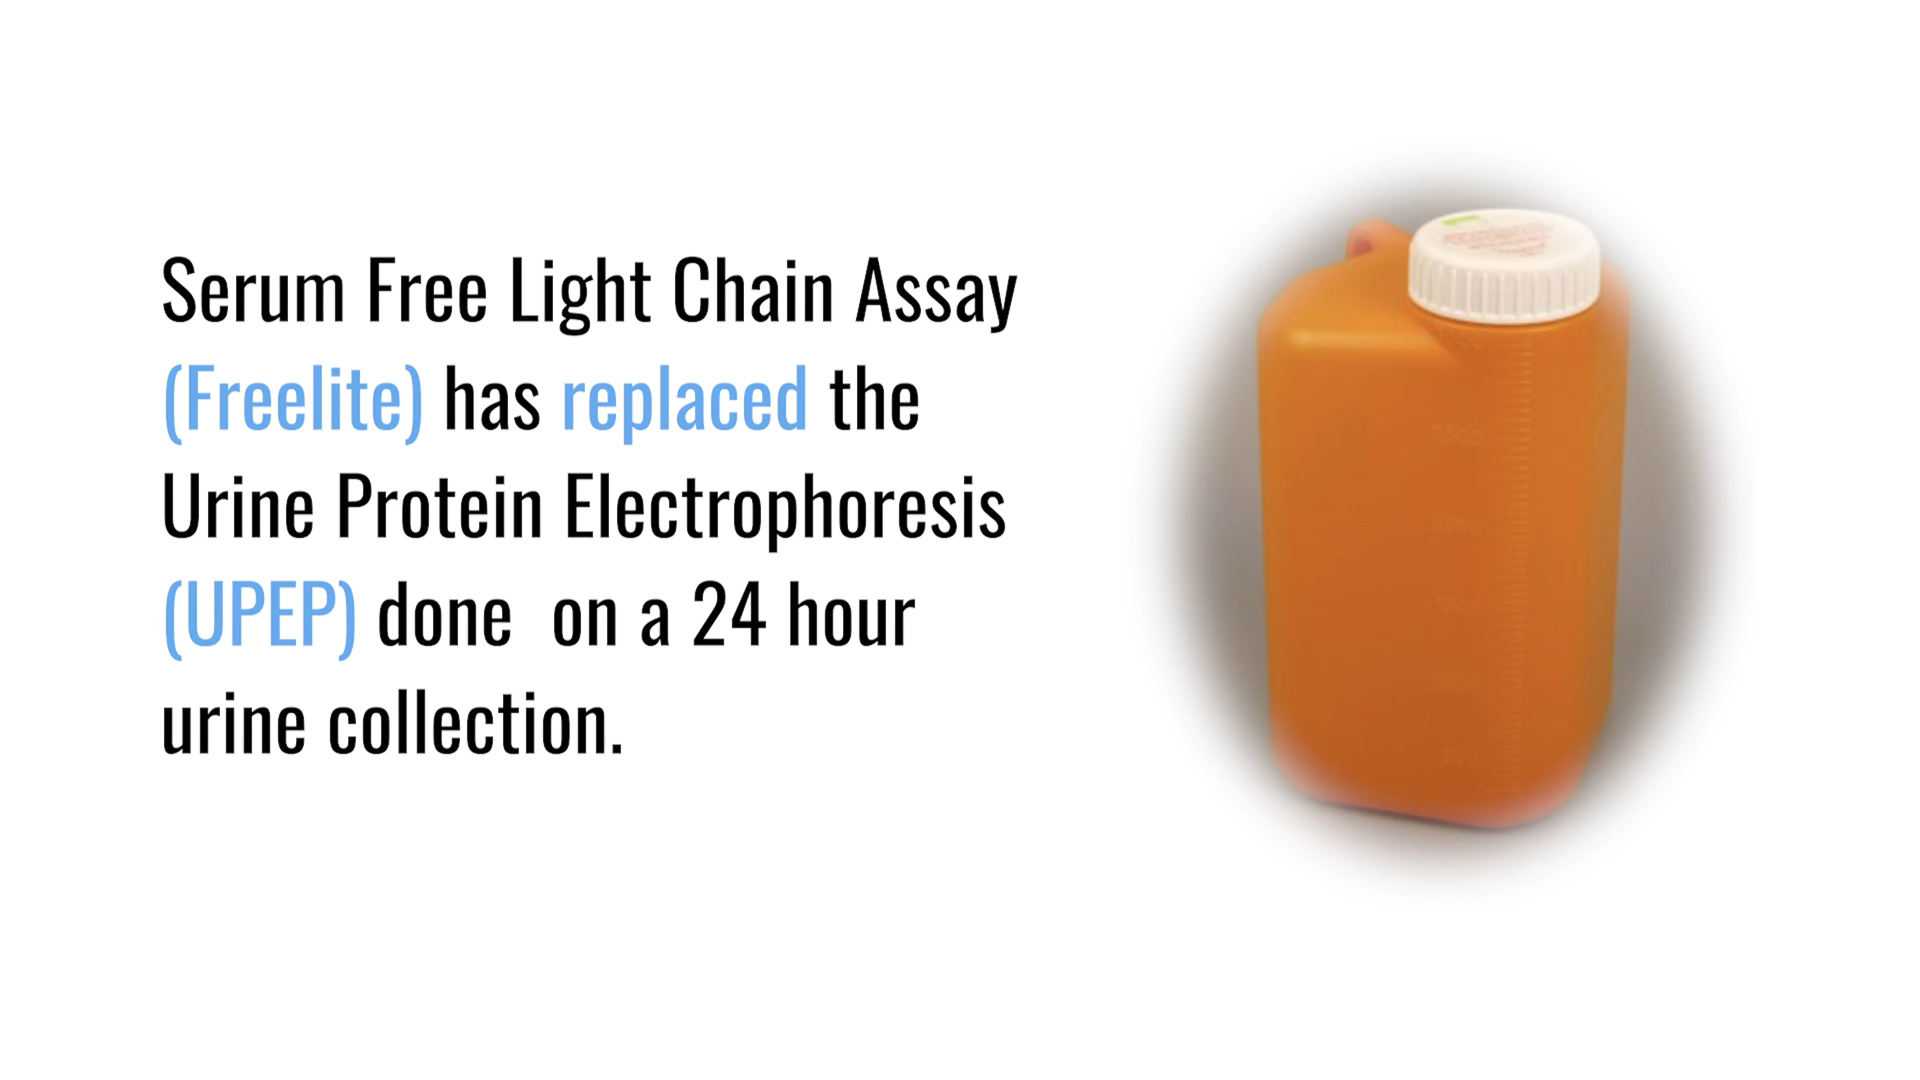 Serum Free Light Chain Assay
(Freelite) has replaced the
Urine Protein Electrophoresis
(UPEP) done  on a 24 hour
urine collection.
2500